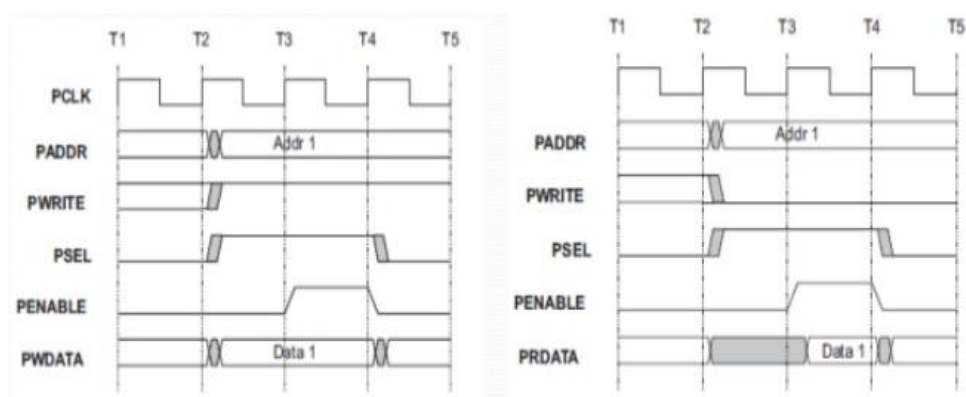 T1 T2 T3 T4 T5
PCLK
PADDR Addr 1
PWRITE
PSEL
PENABLE
PWDATA Data 1
T1 T2 T3 T4 T5
PADDR Addr 1
PWRITE
PSEL
PENABLE
PRDATA Data 1